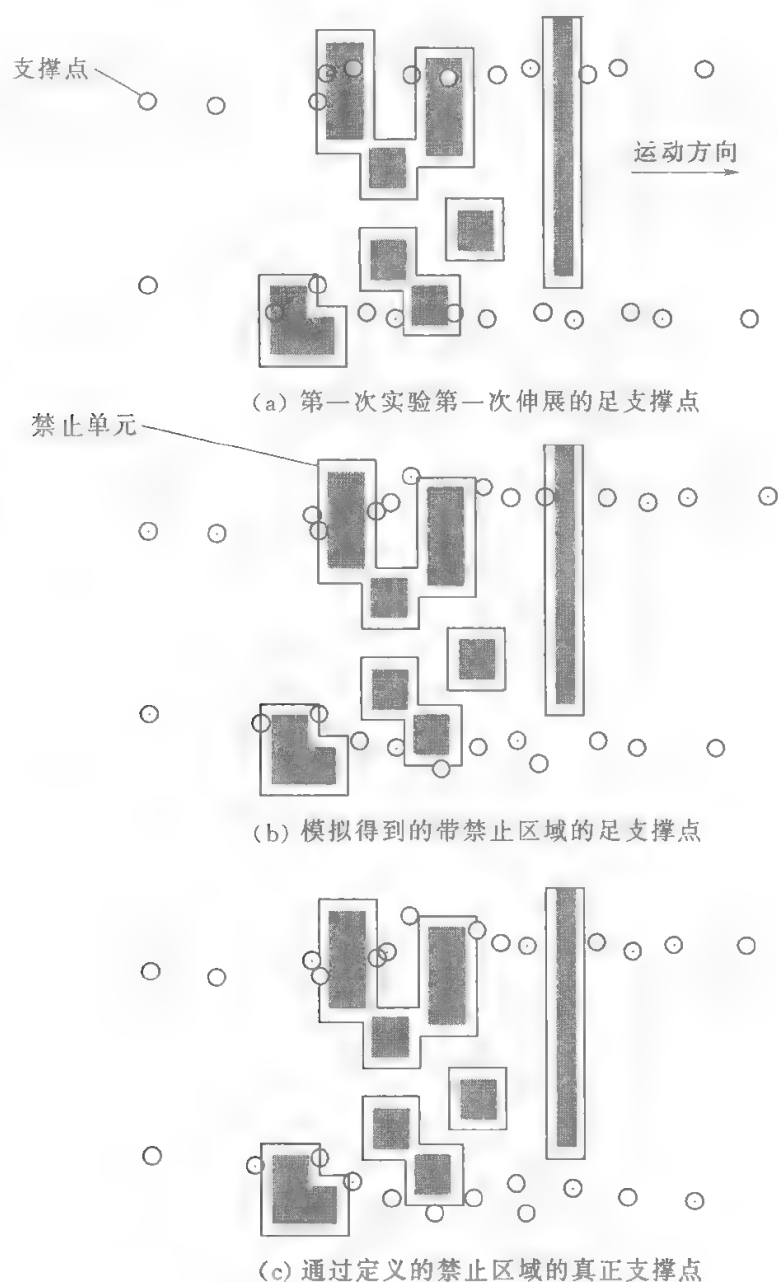 支撑点
运动方向
(a) 第一次实验第一次伸展的足支撑点
禁止单元
(b) 模拟得到的带禁止区域的足支撑点
(c) 通过定义的禁止区域的真正支撑点